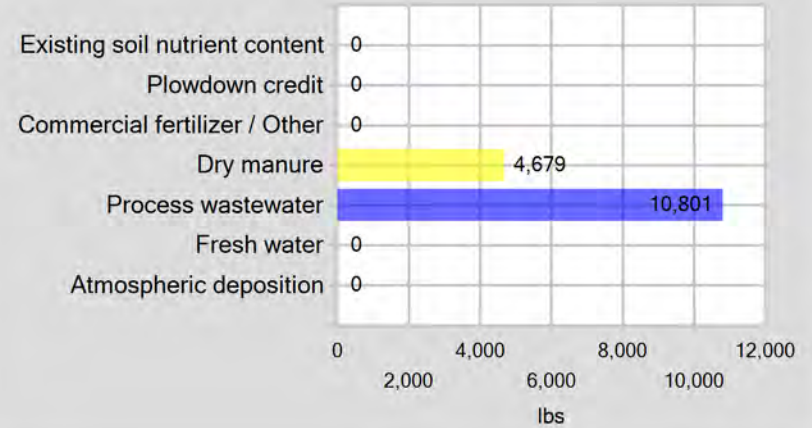 Existing soil nutrient content 0
Plowdown credit 0
Commercial fertilizer / Other 0
Dry manure 4,679
Process wastewater 10,801
Fresh water 0
Atmospheric deposition 0
0 4,000 8,000 12,000
2,000 6,000 10,000
lbs